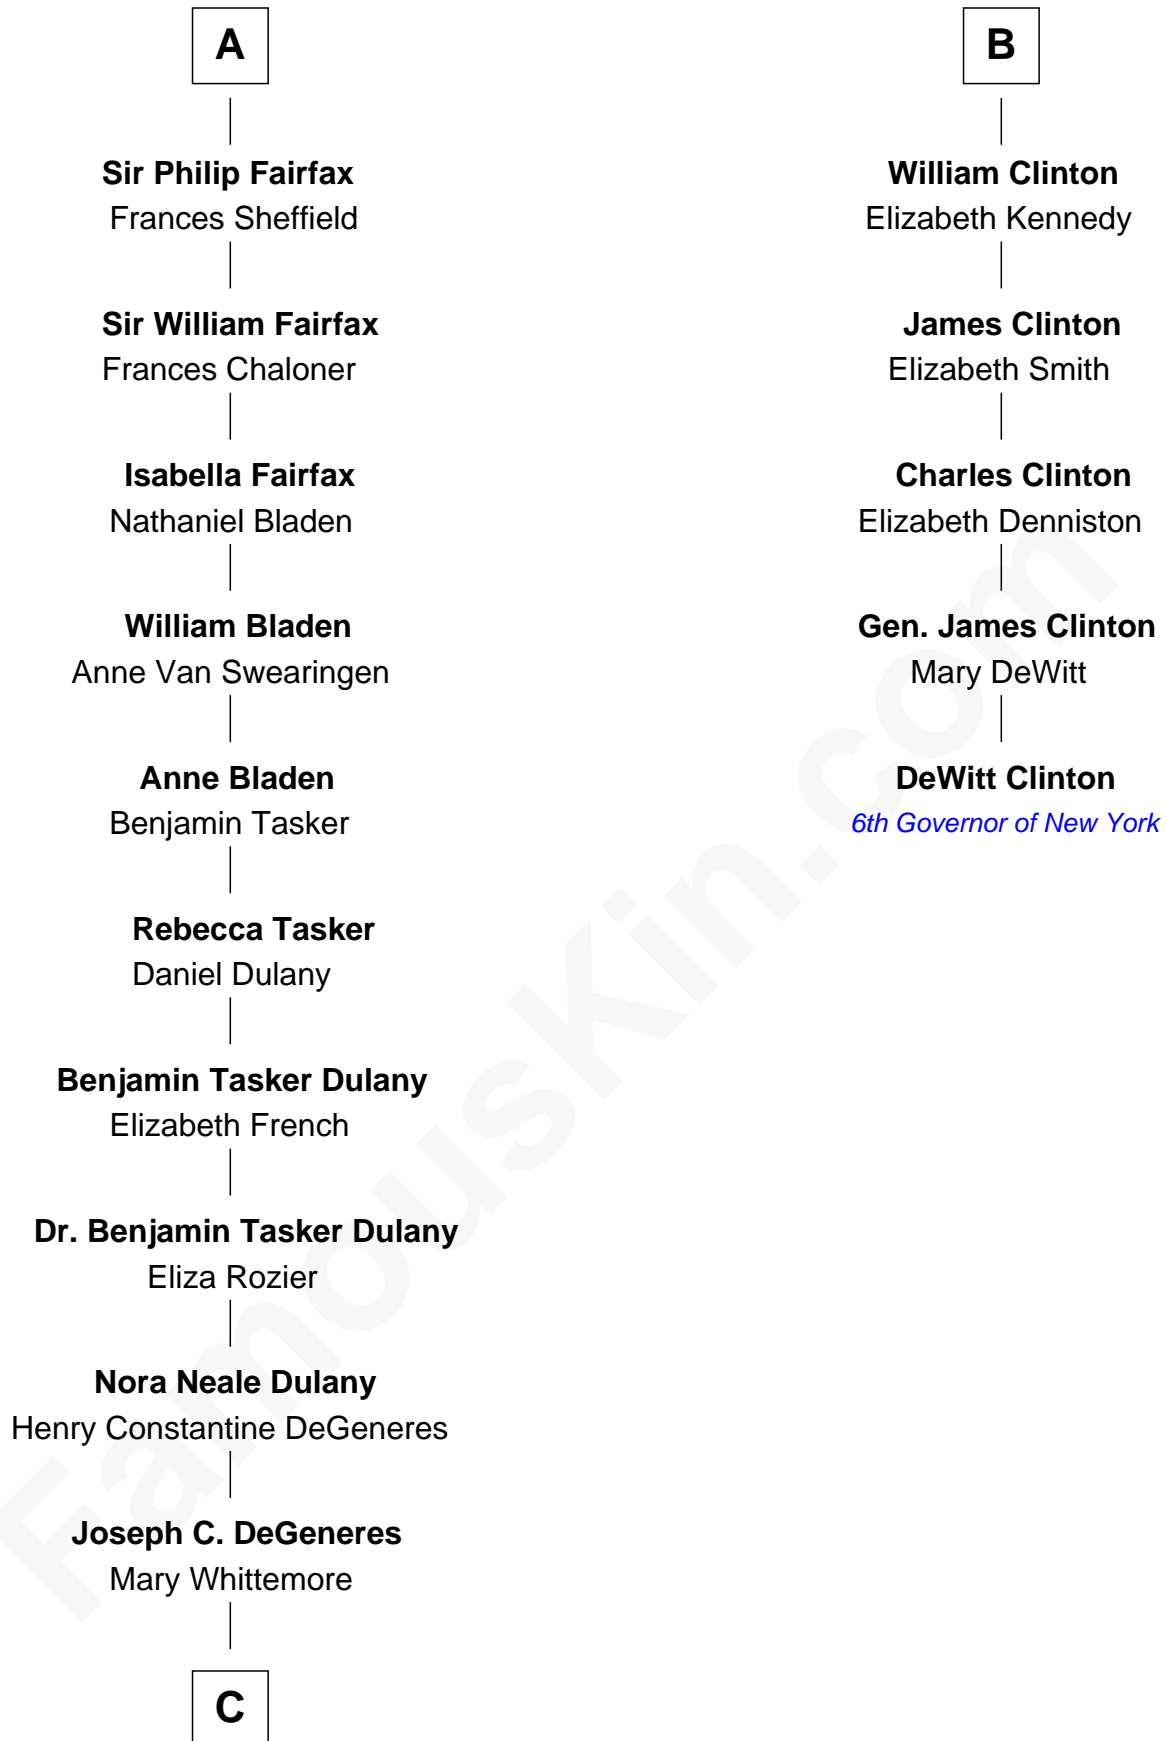 A
Sir Philip Fairfax
Frances Sheffield
Sir William Fairfax
Frances Chaloner
Isabella Fairfax
Nathaniel Bladen
William Bladen
Anne Van Swearingen
Anne Bladen
Benjamin Tasker
Rebecca Tasker
Daniel Dulany
Benjamin Tasker Dulany
Elizabeth French
Dr. Benjamin Tasker Dulany
Eliza Rozier
Nora Neale Dulany
Henry Constantine DeGeneres
Joseph C. DeGeneres
Mary Whittemore
C
B
William Clinton
Elizabeth Kennedy
James Clinton
Elizabeth Smith
Charles Clinton
Elizabeth Denniston
Gen. James Clinton
Mary DeWitt
DeWitt Clinton
6th Governor of New York
FamousKin.com